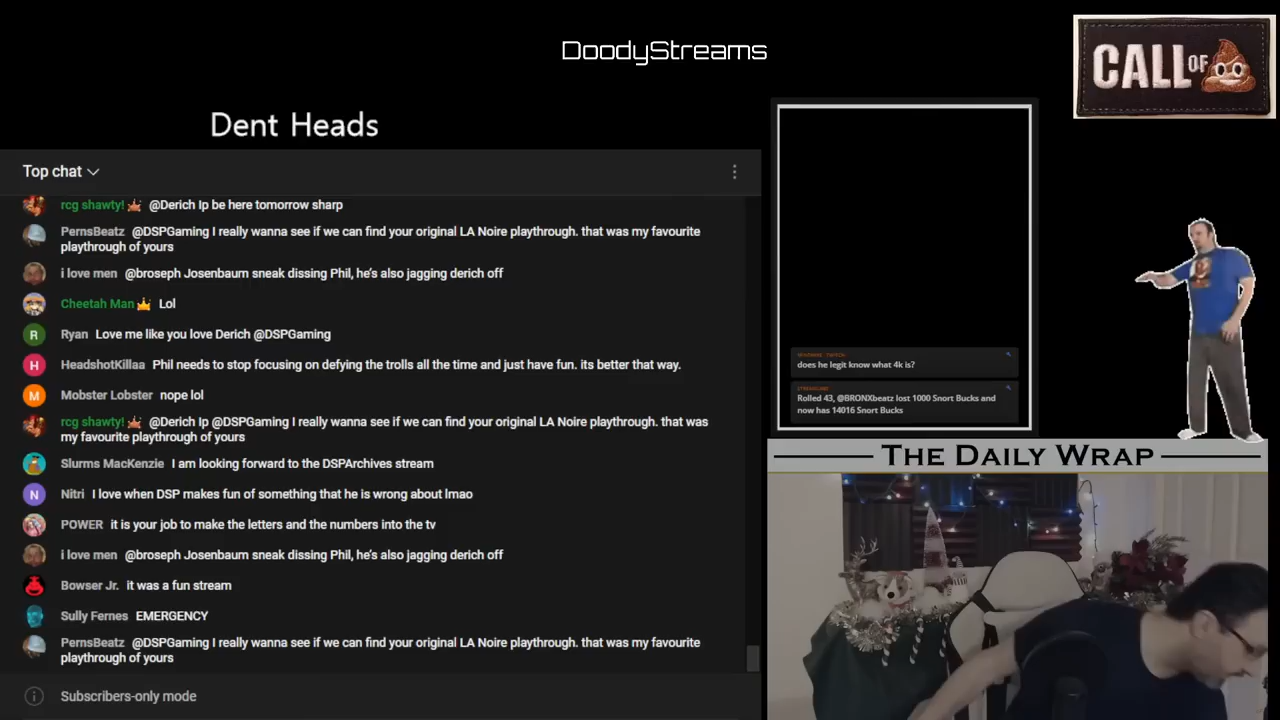 DoodyStreams
CALL OF
Dent Heads
Top chat
rcg shawty! @Derich Ip be here tomorrow sharp
PernsBeatz @DSPGaming I really wanna see if we can find your original LA Noire playthrough. that was my favourite
playthrough of yours
i love men @broseph Josenbaum sneak dissing Phil, he's also jagging derich off
Cheetah Man Lol
R Ryan Love me like you love Derich @DSPGaming
H HeadshotKillaa Phil needs to stop focusing on defying the trolls all the time and just have fun. its better that way.
M Mobster Lobster nope lol
rcg shawty! @Derich Ip @DSPGaming I really wanna see if we can find your original LA Noire playthrough. that was
my favourite playthrough of yours
Slurms MacKenzie I am looking forward to the DSPArchives stream
N Nitri I love when DSP makes fun of something that he is wrong about lmao
POWER it is your job to make the letters and the numbers into the tv
i love men @broseph Josenbaum sneak dissing Phil, he's also jagging derich off
Bowser Jr. it was a fun stream
Sully Fernes EMERGENCY
PernsBeatz @DSPGaming I really wanna see if we can find your original LA Noire playthrough. that was my favourite
playthrough of yours
Subscribers-only mode
does he legit know what 4k is?
Rolled 43, @BRONXbeatz lost 1000 Snort Bucks and
now has 14016 Snort Bucks
THE DAILY WRAP